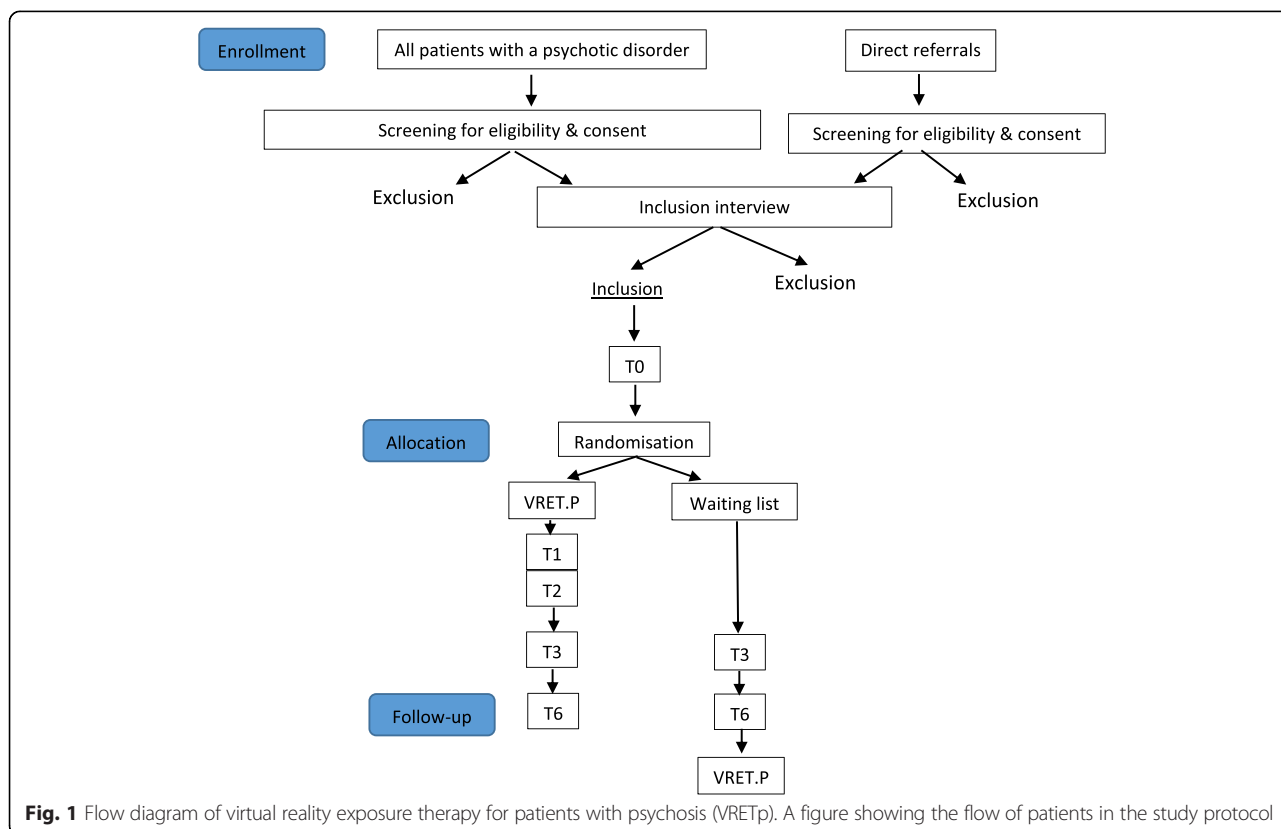 Enrollment
All patients with a psychotic disorder
Direct referrals
Screening for eligibility & consent
Screening for eligibility & consent
Exclusion
Inclusion interview
Exclusion
Inclusion
Exclusion
T0
Allocation
Randomisation
VRET.P
Waiting list
T1
T2
T3
T3
Follow-up
T6
T6
VRET.P
Fig. 1 Flow diagram of virtual reality exposure therapy for patients with psychosis (VRETp). A figure showing the flow of patients in the study protocol